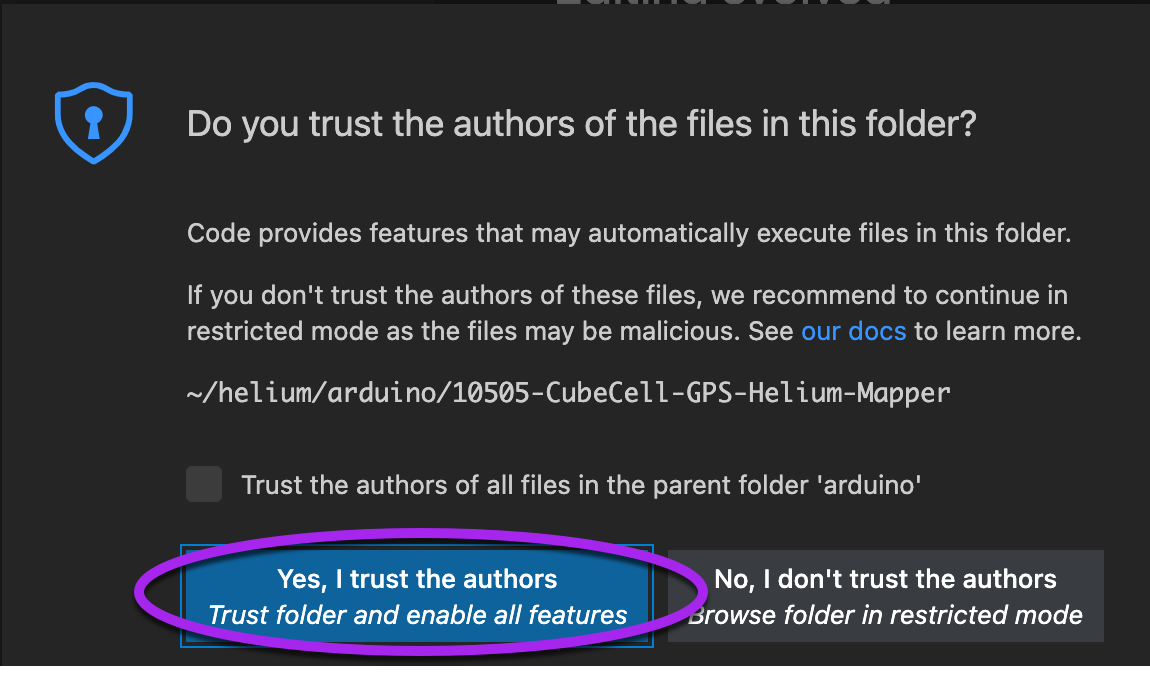 Editing evolved
Do you trust the authors of the files in this folder?
Code provides features that may automatically execute files in this folder.
If you don't trust the authors of these files, we recommend to continue in
restricted mode as the files may be malicious. See our docs to learn more.
~/helium/arduino/10505-CubeCell-GPS-Helium-Mapper
Trust the authors of all files in the parent folder 'arduino'
Yes, I trust the authors
Trust folder and enable all features
No, I don't trust the authors
Browse folder in restricted mode